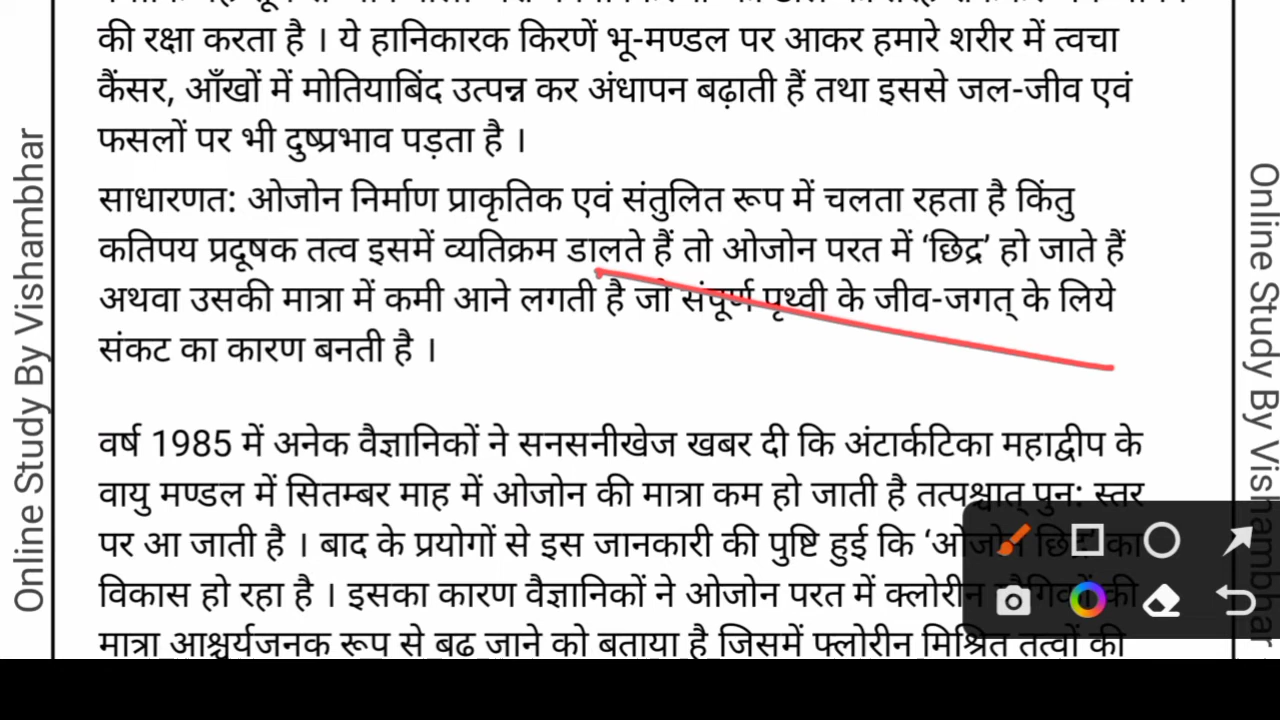 की रक्षा करता है । ये हानिकारक किरणें भू-मण्डल पर आकर हमारे शरीर में त्वचा
कैंसर, आँखों में मोतियाबिंद उत्पन्न कर अंधापन बढ़ाती हैं तथा इससे जल-जीव एवं
फसलों पर भी दुष्प्रभाव पड़ता है ।
साधारणत: ओजोन निर्माण प्राकृतिक एवं संतुलित रूप में चलता रहता है किंतु
कतिपय प्रदूषक तत्व इसमें व्यतिक्रम डालते हैं तो ओजोन परत में ‘छिद्र’ हो जाते हैं
अथवा उसकी मात्रा में कमी आने लगती है जो संपूर्ण पृथ्वी के जीव-जगत् के लिये
संकट का कारण बनती है ।
वर्ष 1985 में अनेक वैज्ञानिकों ने सनसनीखेज खबर दी कि अंटार्कटिका महाद्वीप के
वायु मण्डल में सितम्बर माह में ओजोन की मात्रा कम हो जाती है तत्पश्चात् पुन: स्तर
पर आ जाती है । बाद के प्रयोगों से इस जानकारी की पुष्टि हुई कि ‘ओजोन छिद्र’ का
विकास हो रहा है । इसका कारण वैज्ञानिकों ने ओजोन परत में क्लोरीन यौगिकों की
मात्रा आश्चर्यजनक रूप से बढ़ जाने को बताया है जिसमें फ्लोरीन मिश्रित तत्वों की
Online Study By Vishambhar
Online Study By Vishambhar